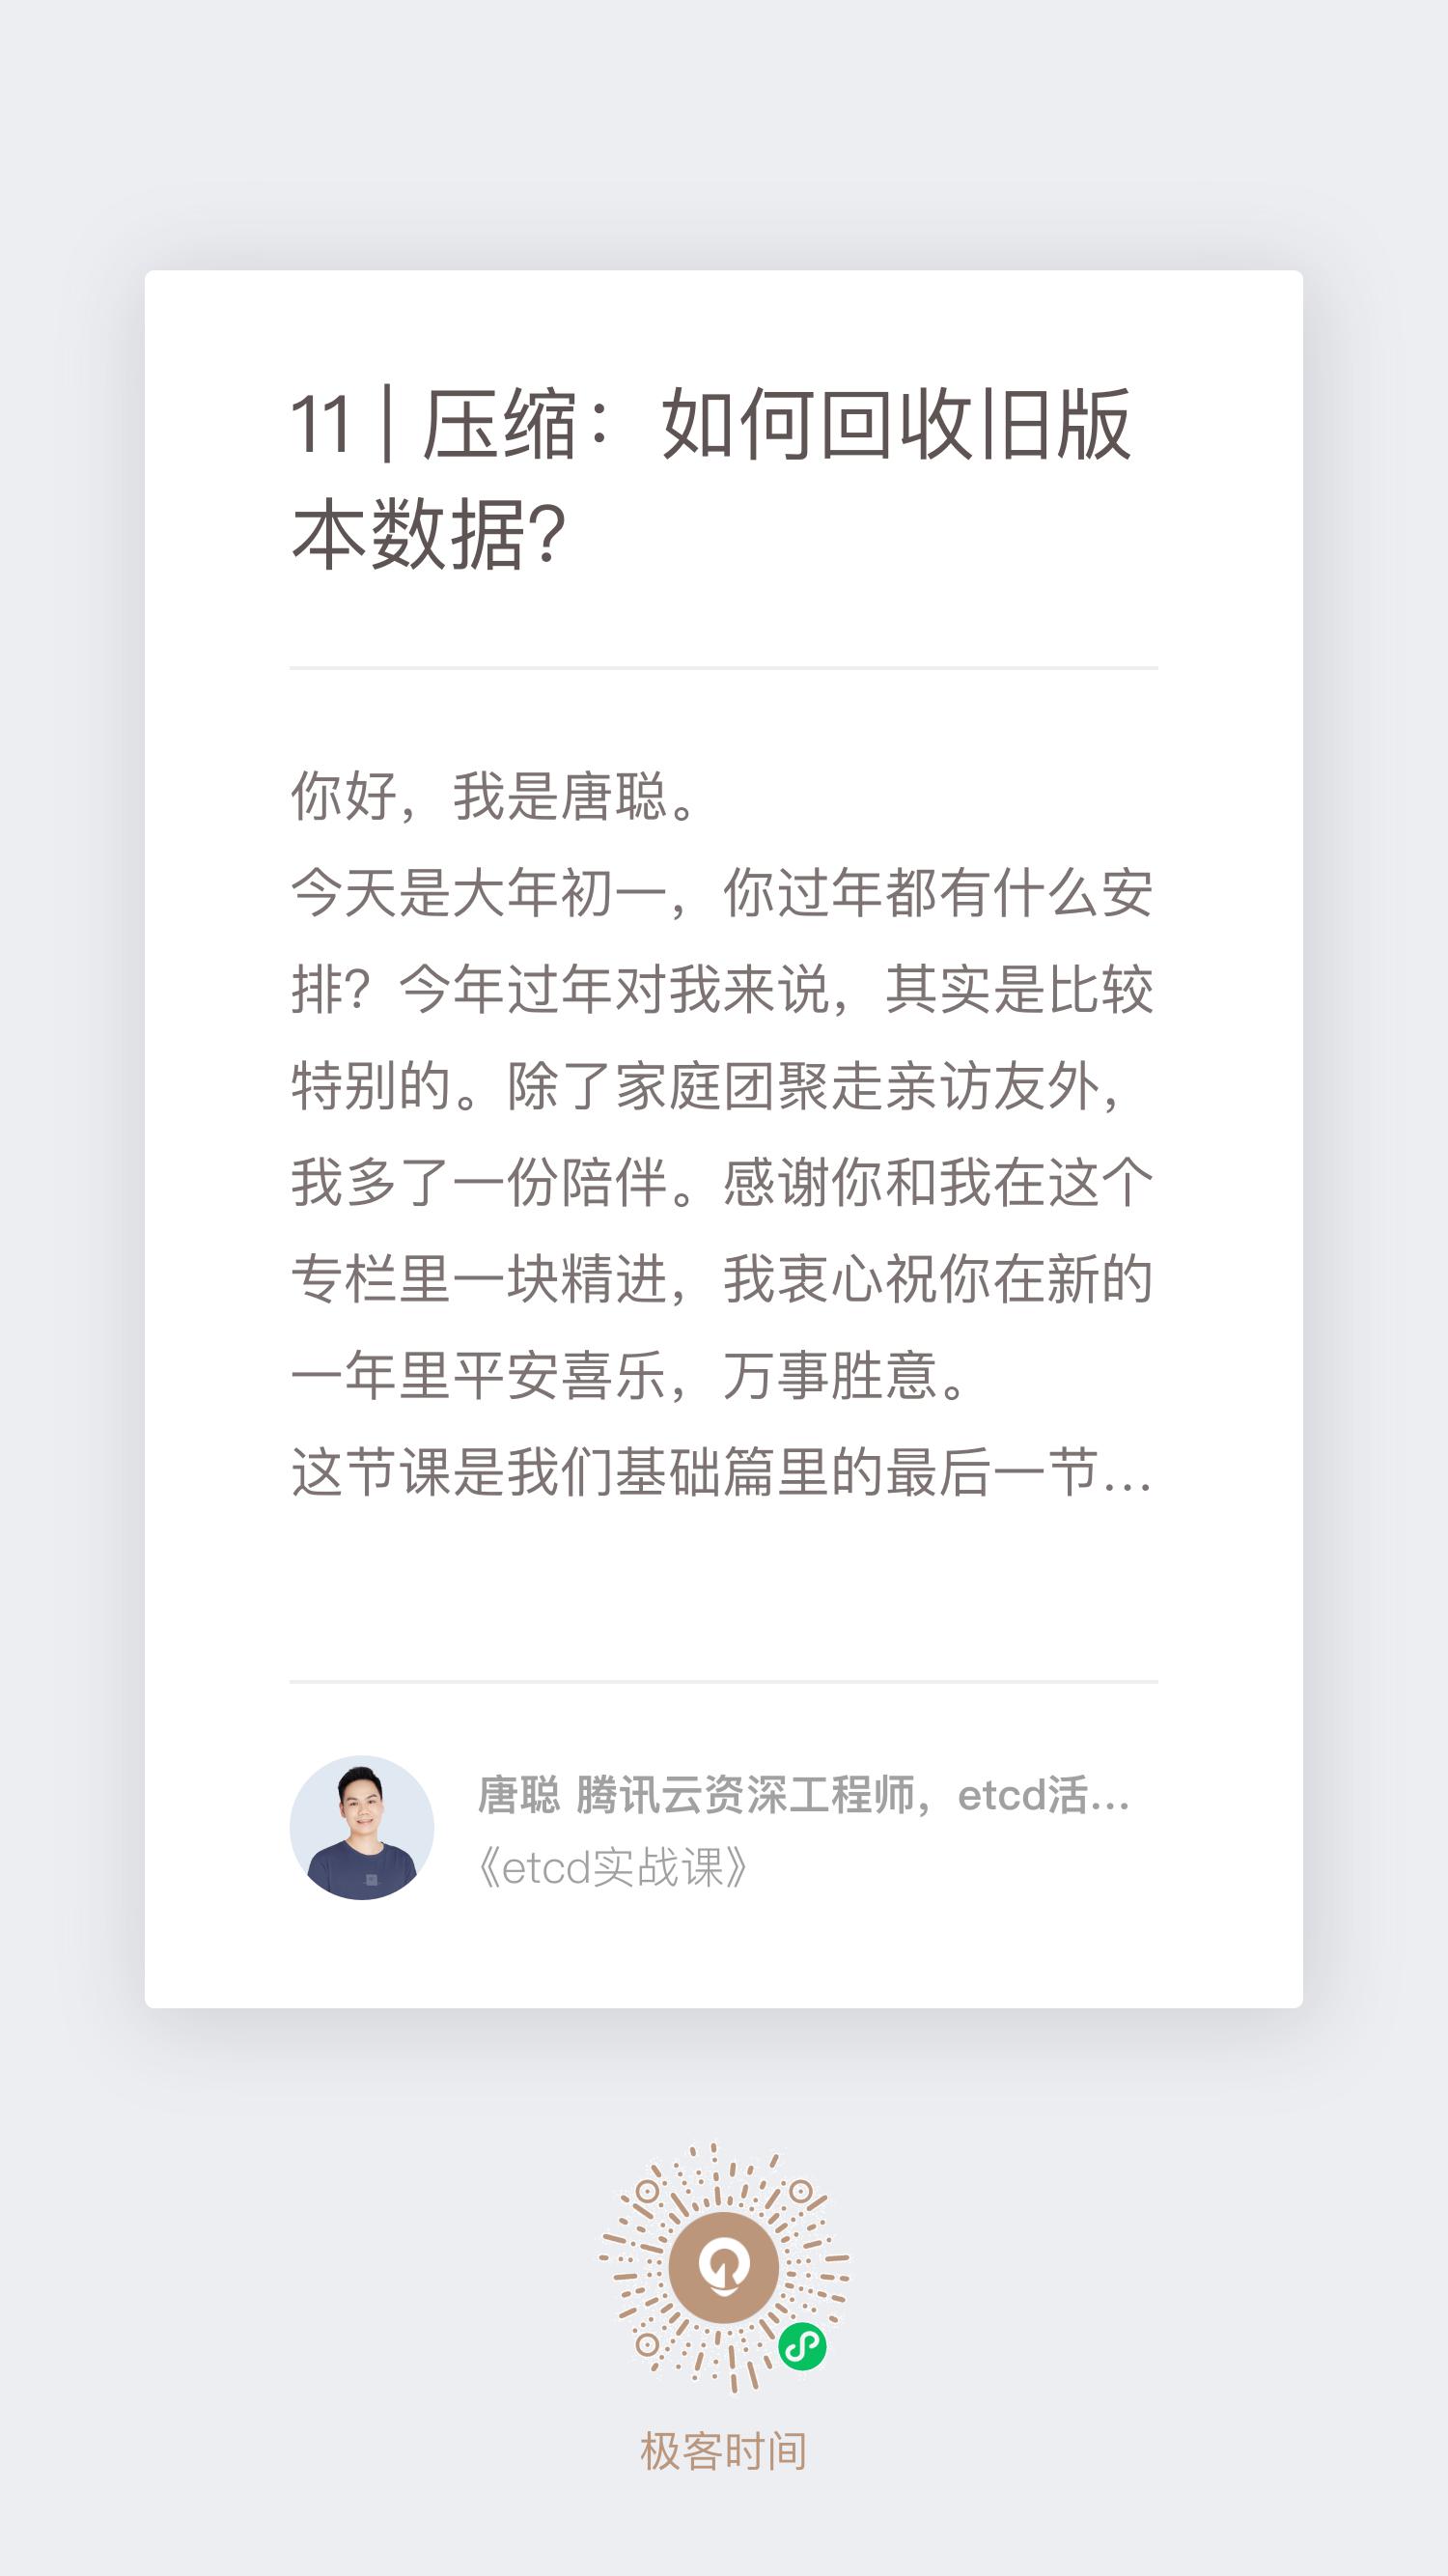 11 | 压缩：如何回收旧版
本数据？
你好，我是唐聪。
今天是大年初一，你过年都有什么安
排？今年过年对我来说，其实是比较
特别的。除了家庭团聚走亲访友外，
我多了一份陪伴。感谢你和我在这个
专栏里一块精进，我衷心祝你在新的
一年里平安喜乐，万事胜意。
这节课是我们基础篇里的最后一节...
唐聪 腾讯云资深工程师，etcd活...
《etcd实战课》
极客时间